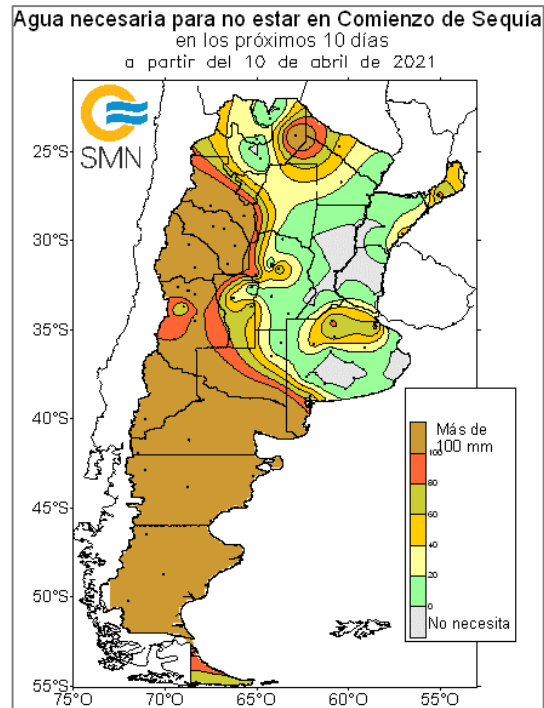 Agua necesaria para no estar en Comienzo de Sequía
en los próximos 10 días
a partir del 10 de abril de 2021
SMN
25°S
30°S
35°S
40°S
45°S
50°S
55°S
75°O
70°O
65°O
60°O
55°O
Más de
100 mm
100
80
60
40
20
0
No necesita